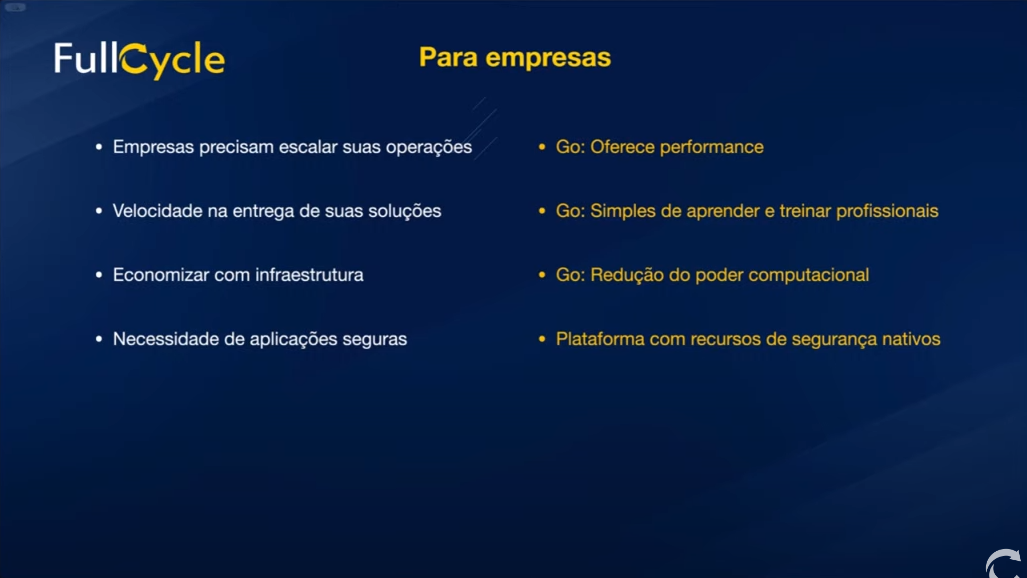 FullCycle
Para empresas
• Empresas precisam escalar suas operações
• Velocidade na entrega de suas soluções
• Economizar com infraestrutura
• Necessidade de aplicações seguras
• Go: Oferece performance
• Go: Simples de aprender e treinar profissionais
• Go: Redução do poder computacional
• Plataforma com recursos de segurança nativos